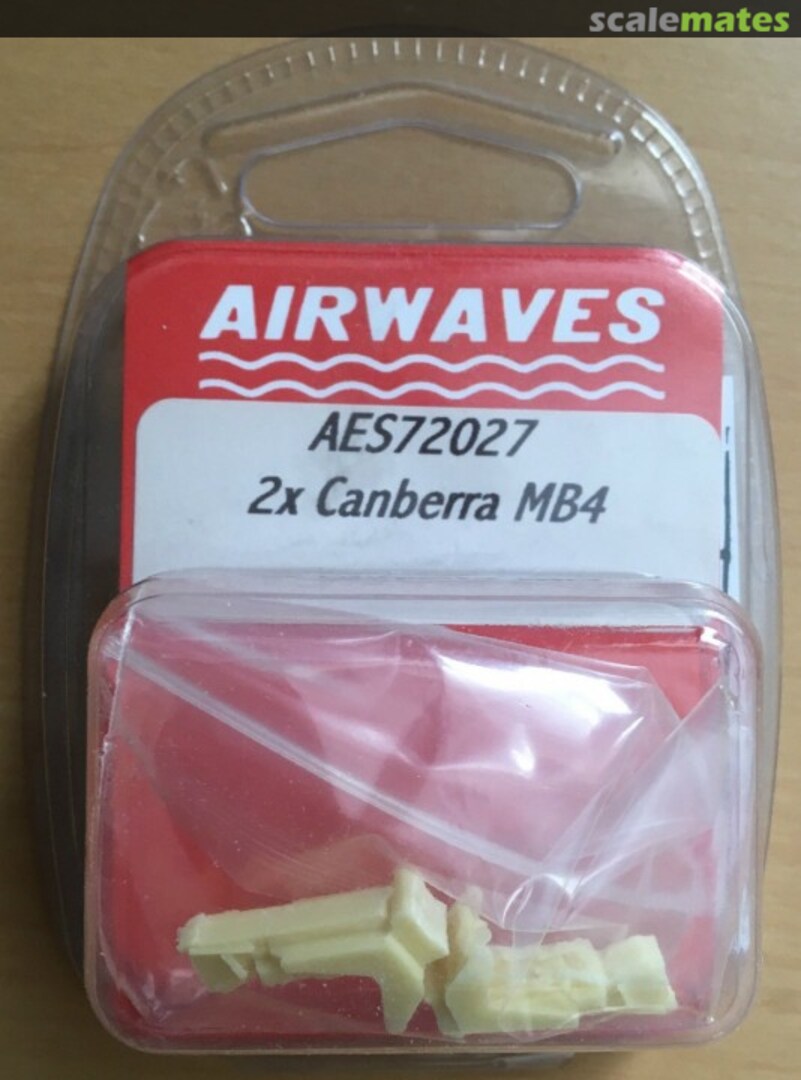 scalemates
AIRWAVES
AES72027
2x Canberra MB4